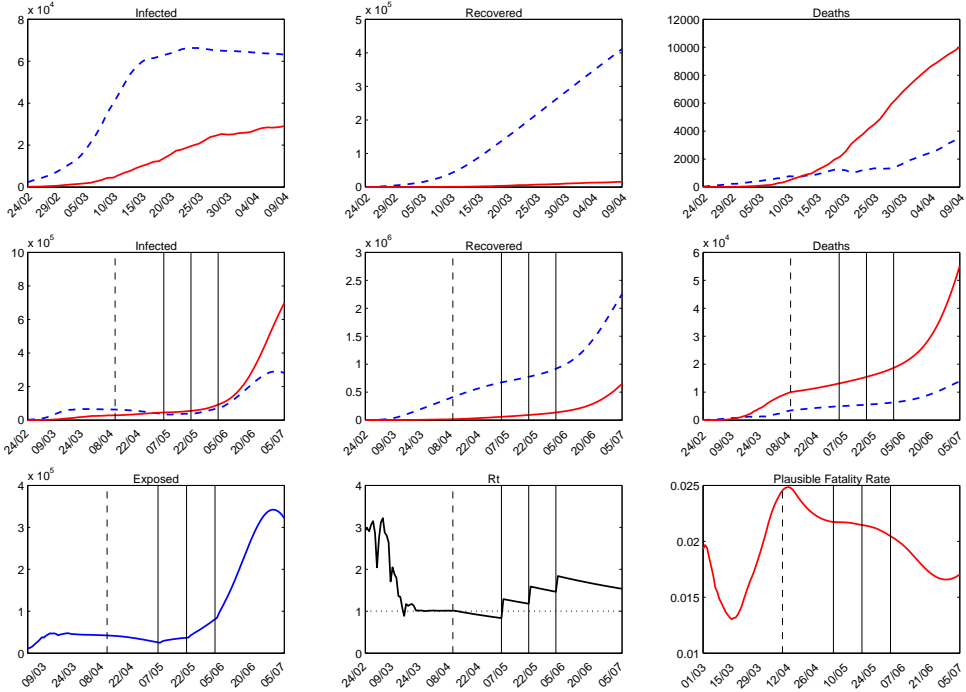 Infected
x 10^4
8
6
4
2
0
24/02 29/02 05/03 10/03 15/03 20/03 25/03 30/03 04/04 09/04
Recovered
x 10^5
5
4
3
2
1
0
24/02 29/02 05/03 10/03 15/03 20/03 25/03 30/03 04/04 09/04
Deaths
12000
10000
8000
6000
4000
2000
0
24/02 29/02 05/03 10/03 15/03 20/03 25/03 30/03 04/04 09/04
Infected
x 10^5
10
8
6
4
2
0
24/02 09/03 24/03 08/04 22/04 07/05 22/05 05/06 20/06 05/07
Recovered
x 10^6
3
2.5
2
1.5
1
0.5
0
24/02 09/03 24/03 08/04 22/04 07/05 22/05 05/06 20/06 05/07
Deaths
x 10^4
6
5
4
3
2
1
0
24/02 09/03 24/03 08/04 22/04 07/05 22/05 05/06 21/06 05/07
Exposed
x 10^5
4
3
2
1
0
09/03 24/03 08/04 22/04 07/05 22/05 05/06 20/06 05/07
Rt
4
3
2
1
0
24/02 09/03 24/03 08/04 22/04 07/05 22/05 05/06 20/06 05/07
Plausible Fatality Rate
0.025
0.02
0.015
0.01
01/03 15/03 29/03 12/04 26/04 10/05 24/05 07/06 21/06 05/07